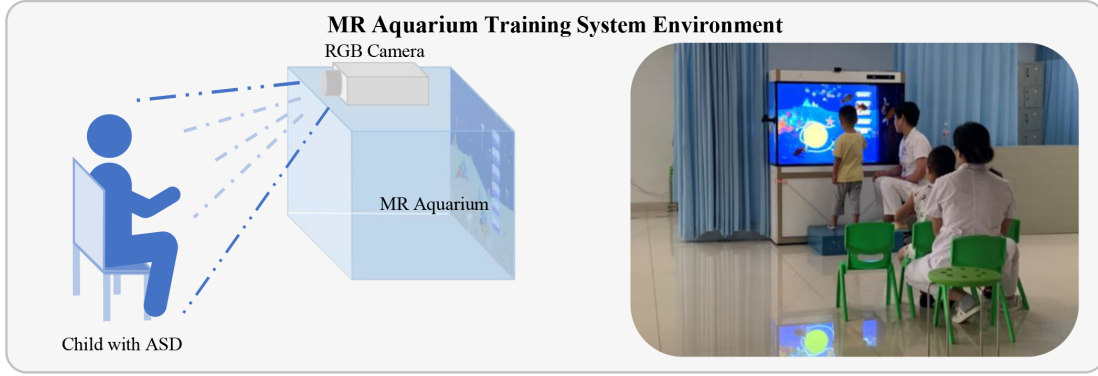 MR Aquarium Training System Environment
RGB Camera
MR Aquarium
Child with ASD